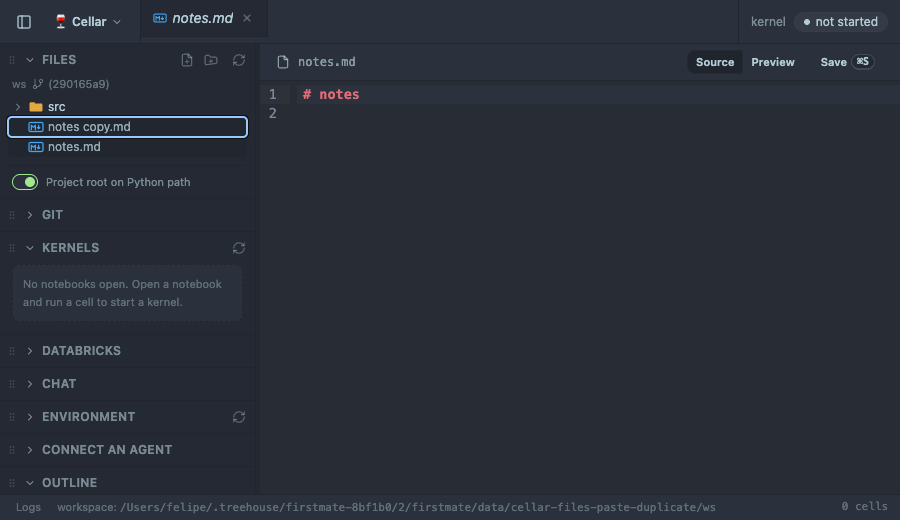 Cellar
notes.md
kernel
not started
FILES
ws (290165a9)
src
notes copy.md
notes.md
Project root on Python path
GIT
KERNELS
No notebooks open. Open a notebook
and run a cell to start a kernel.
DATABRICKS
CHAT
ENVIRONMENT
CONNECT AN AGENT
OUTLINE
notes.md
Source
Preview
Save ⌘S
1 # notes
2
Logs
workspace: /Users/felipe/.treehouse/firstmate-8bf1b0/2/firstmate/data/cellar-files-paste-duplicate/ws
0 cells